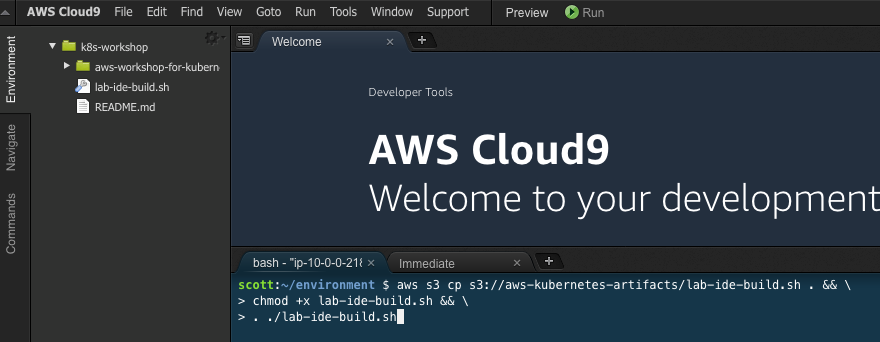 AWS Cloud9 File Edit Find View Goto Run Tools Window Support Preview Run
Environment
Navigate
Commands
k8s-workshop
aws-workshop-for-kubern
lab-ide-build.sh
README.md
Welcome
Developer Tools
AWS Cloud9
Welcome to your development
bash - "ip-10-0-0-218 Immediate
scott:~/environment $ aws s3 cp s3://aws-kubernetes-artifacts/lab-ide-build.sh . && \
> chmod +x lab-ide-build.sh && \
> . ./lab-ide-build.sh